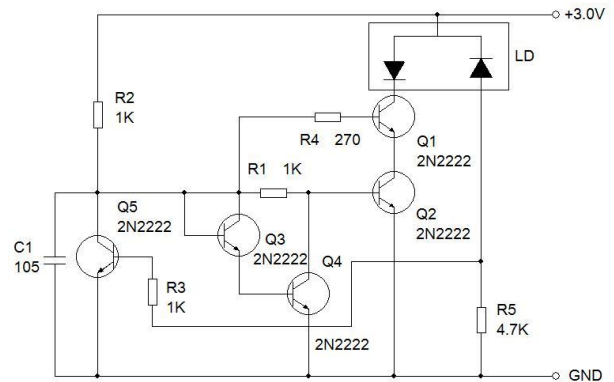 +3.0V
LD
R2
1K
R4 270
Q1
2N2222
R1 1K
Q5
2N2222
Q2
2N2222
C1
105
Q3
2N2222
Q4
R3
1K
R5
4.7K
2N2222
GND